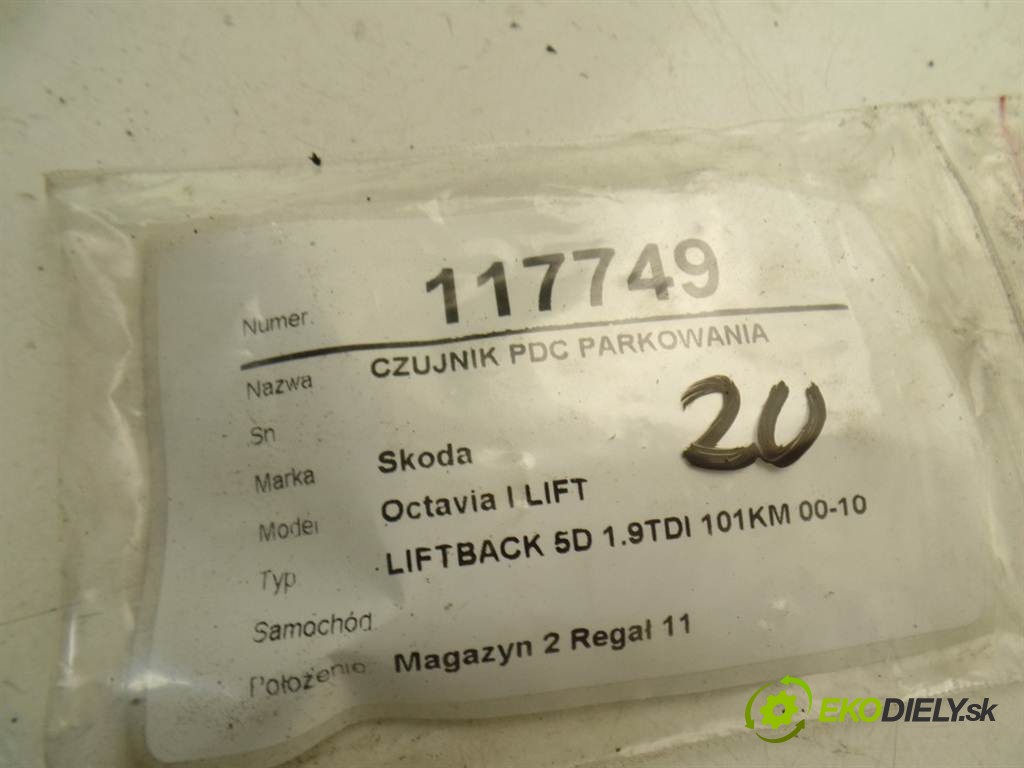 Numer. 117749
Nazwa CZUJNIK PDC PARKOWANIA
Sn
20
Marka Skoda
Model Octavia I LIFT
Typ LIFTBACK 5D 1.9TDI 101KM 00-10
Samochód
Położenie Magazyn 2 Regał 11
EKODIELY.sk